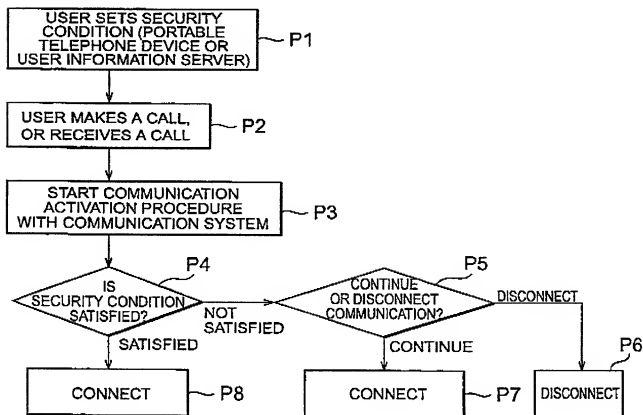 USER SETS SECURITY
CONDITION (PORTABLE
TELEPHONE DEVICE OR
USER INFORMATION SERVER)
P1
USER MAKES A CALL,
OR RECEIVES A CALL
P2
START COMMUNICATION
ACTIVATION PROCEDURE
WITH COMMUNICATION SYSTEM
P3
P4
IS
SECURITY CONDITION
SATISFIED?
NOT
SATISFIED
SATISFIED
P5
CONTINUE
OR DISCONNECT
COMMUNICATION?
DISCONNECT
CONTINUE
P6
CONNECT
P8
CONNECT
P7
DISCONNECT